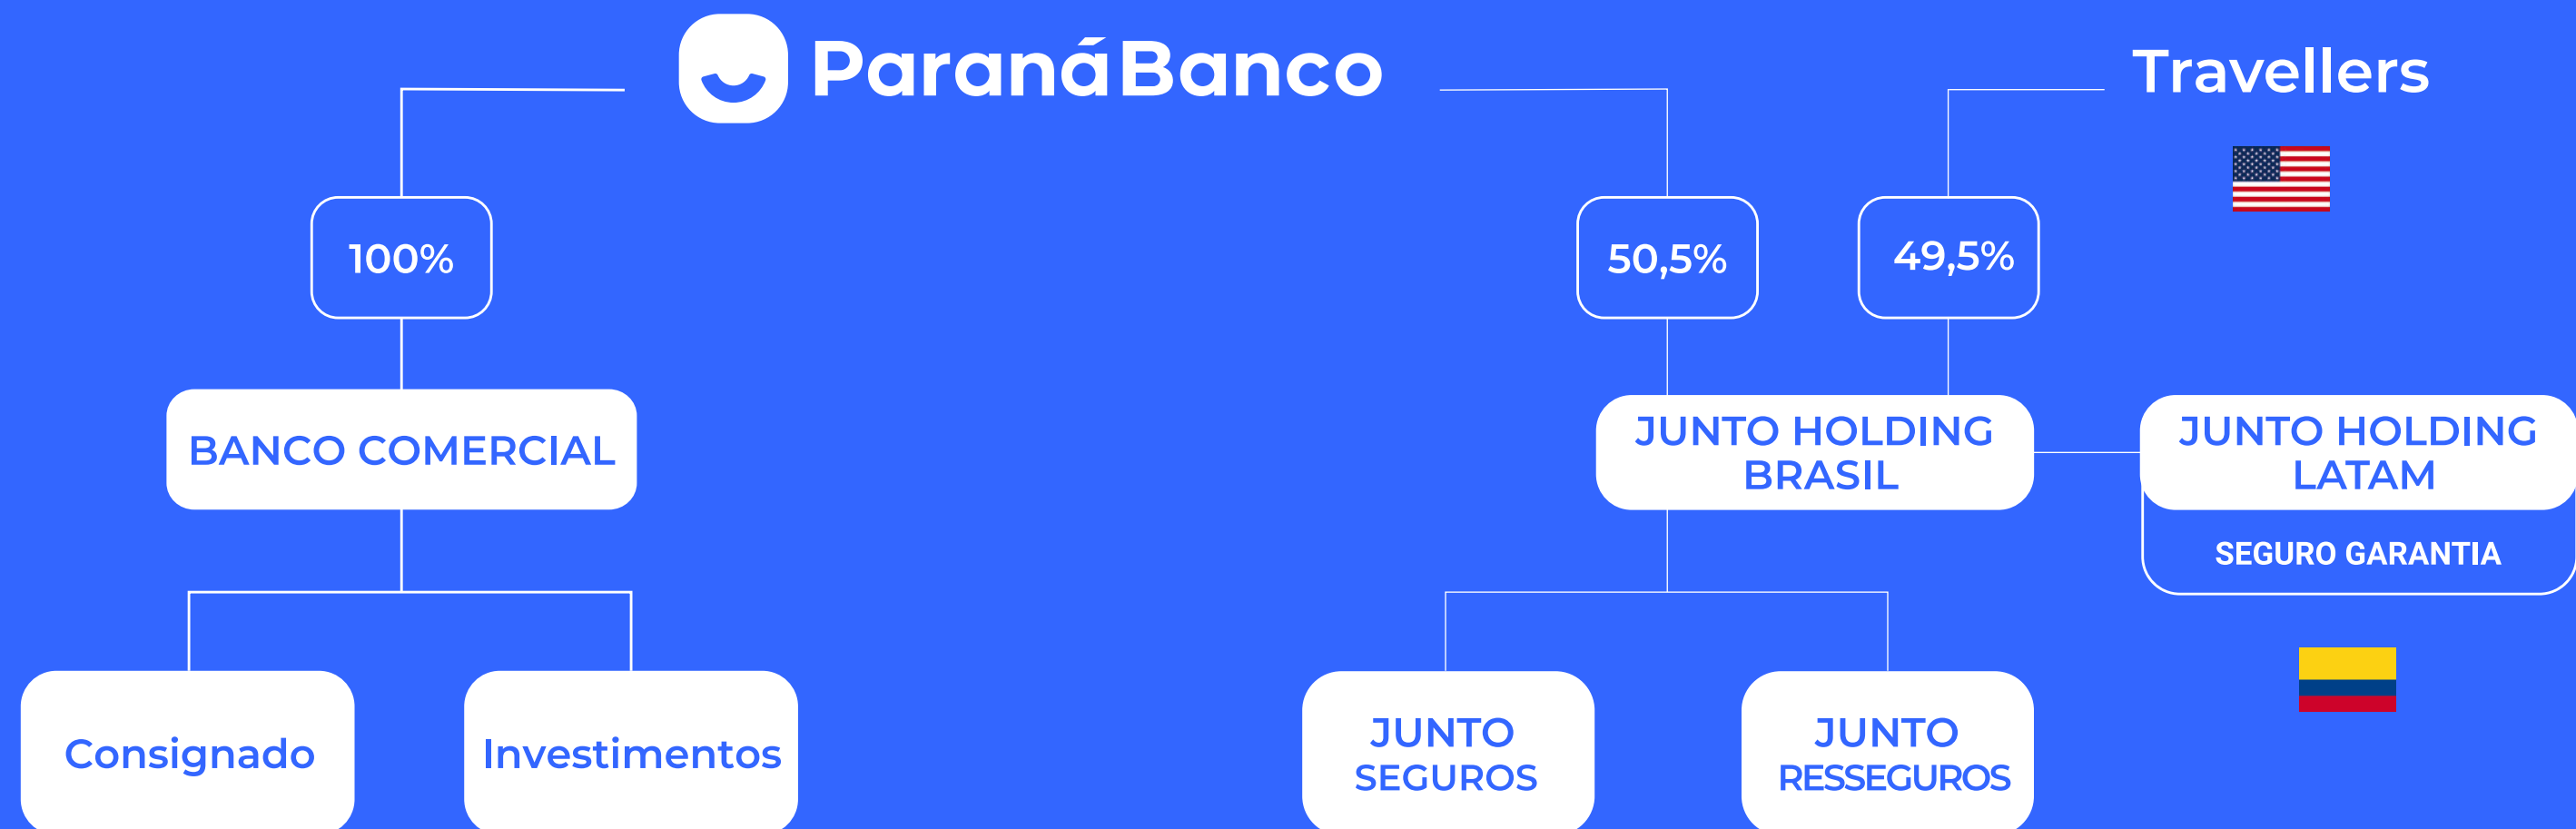 ParanáBanco
Travellers
100%
50,5%
49,5%
BANCO COMERCIAL
JUNTO HOLDING
BRASIL
JUNTO HOLDING
LATAM
SEGURO GARANTIA
Consignado
Investimentos
JUNTO
SEGUROS
JUNTO
RESSEGUROS